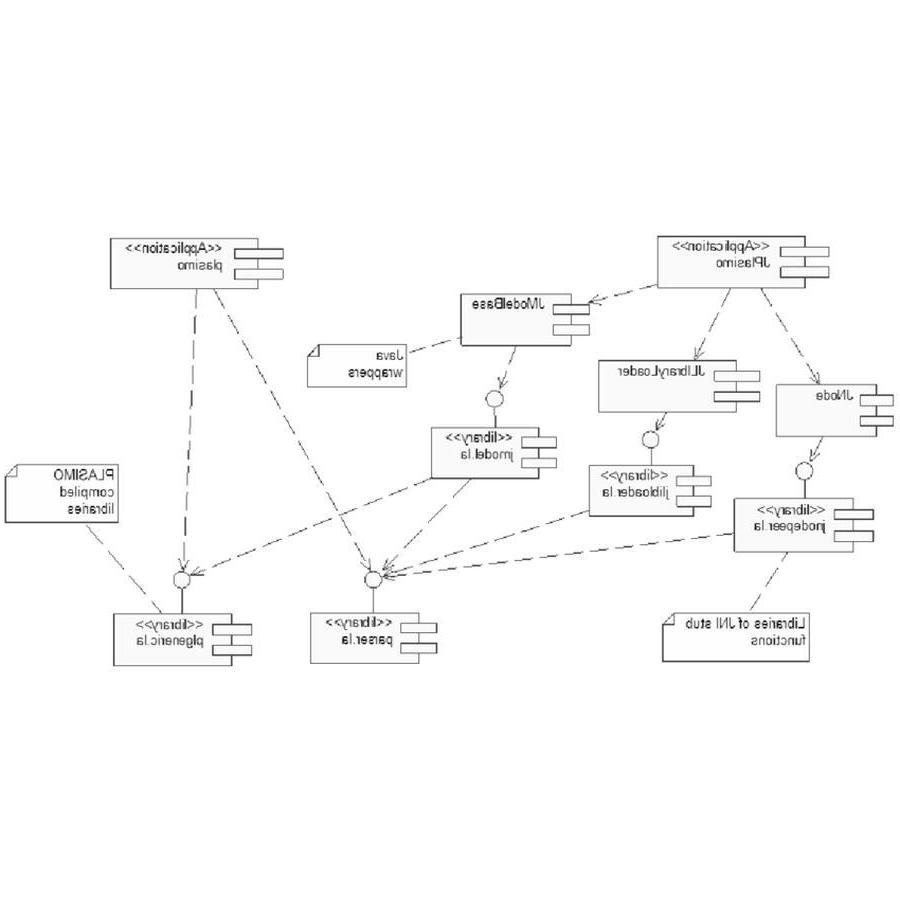 <<Application>>
plasimo
<<Application>>
JPlasimo
JModelBase
Java
wrappers
JLibraryLoader
JNode
<<library>>
jmodel.la
<<library>>
jlibloader.la
<<library>>
jnodepeer.la
PLASIMO
compiled
libraries
<<library>>
plgeneric.la
<<library>>
parser.la
Libraries of JNI stub
functions